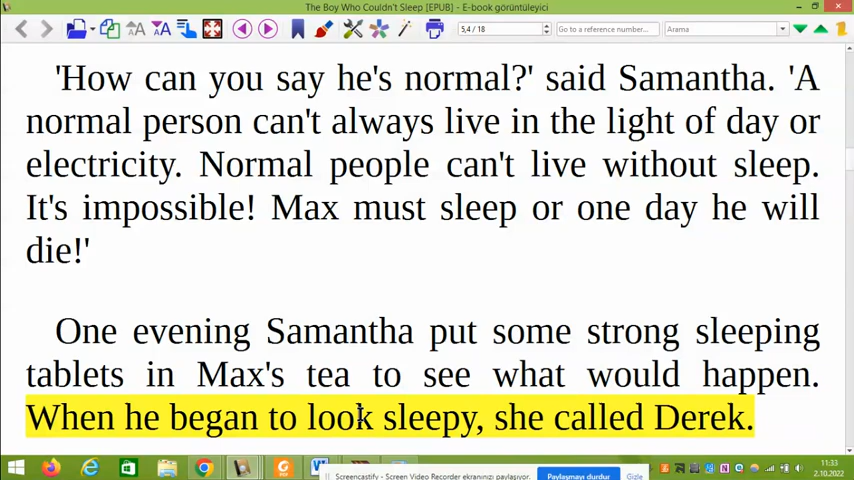 The Boy Who Couldn't Sleep [EPUB] - E-book görüntüleyici
5,4 / 18
Go to a reference number...
Arama
'How can you say he's normal?' said Samantha. 'A
normal person can't always live in the light of day or
electricity. Normal people can't live without sleep.
It's impossible! Max must sleep or one day he will
die!'
One evening Samantha put some strong sleeping
tablets in Max's tea to see what would happen.
When he began to look sleepy, she called Derek.
11:33
2.10.2022
Screencastify - Screen Video Recorder ekranınızı paylaşıyor.
Paylaşmayı durdur
Gizle